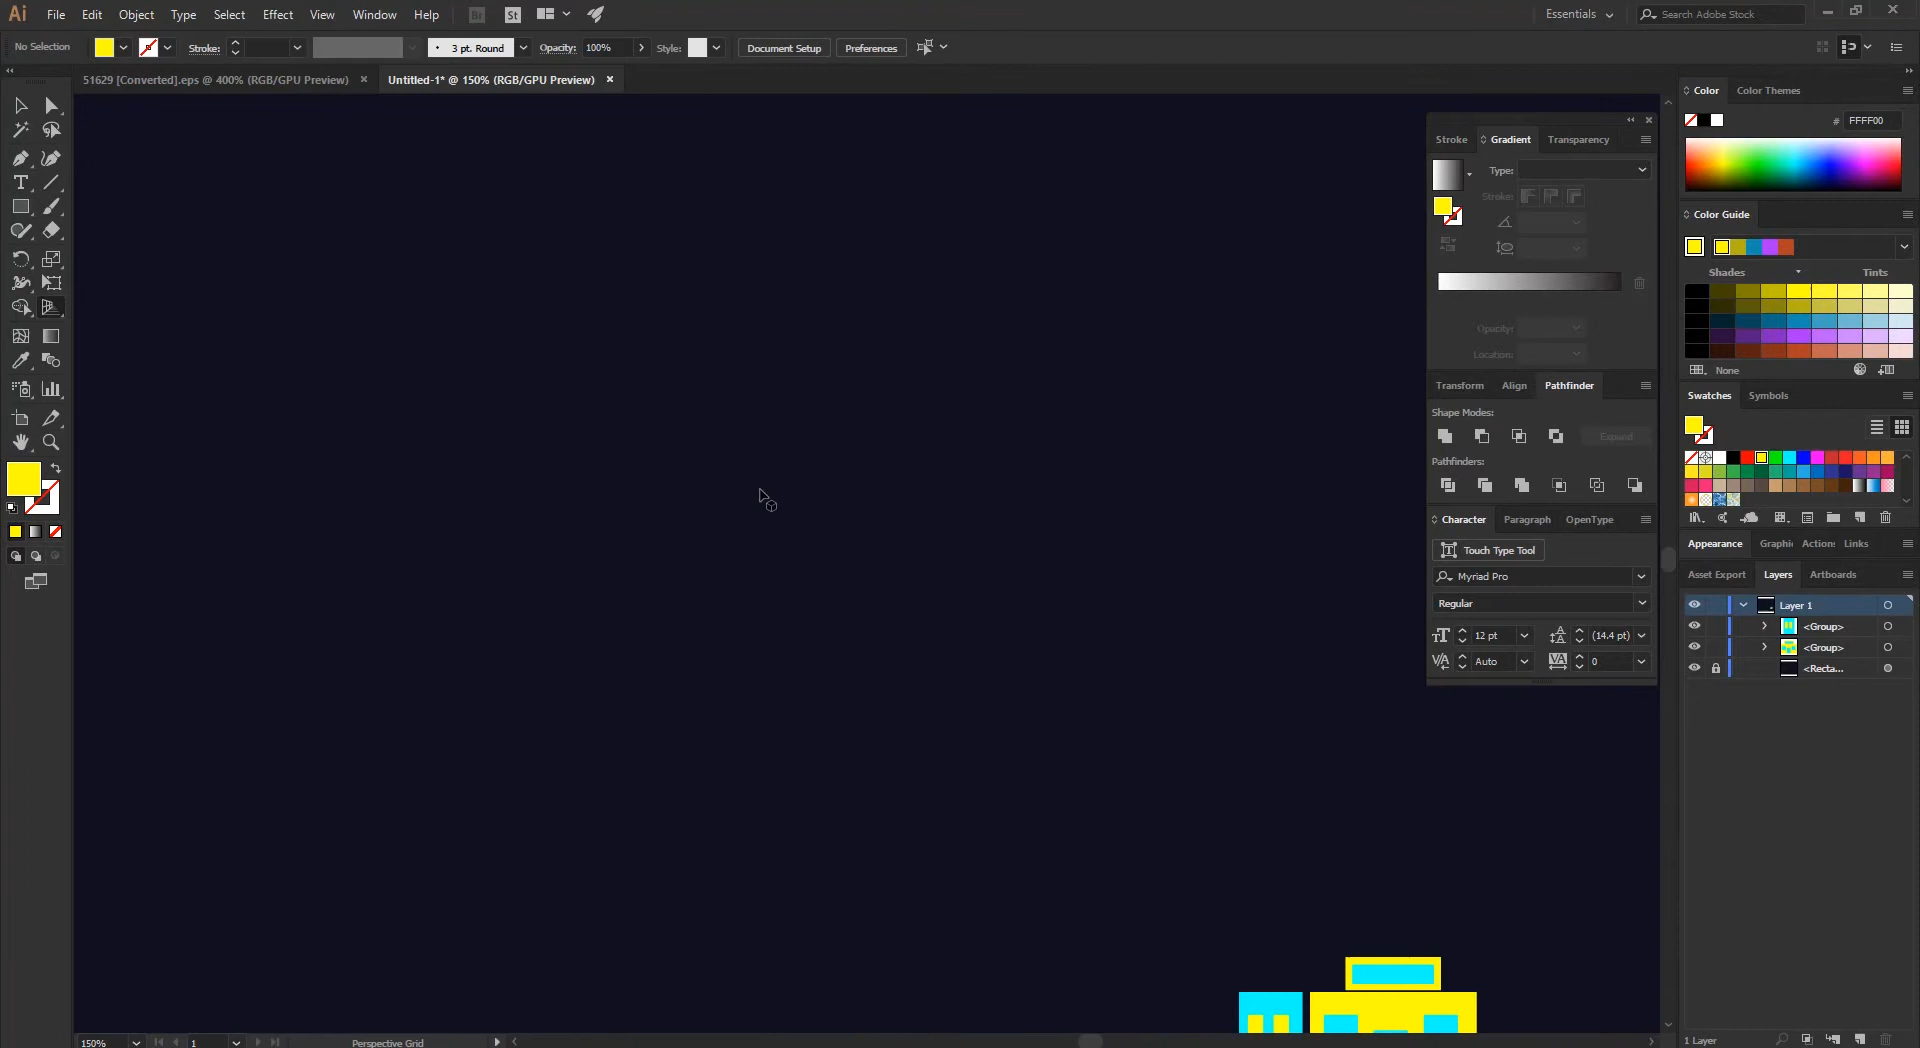 Ai File Edit Object Type Select Effect View Window Help Br St Essentials Search Adobe Stock
No Selection Stroke: 3 pt. Round Opacity: 100% Style: Document Setup Preferences
51629 [Converted].eps @ 400% (RGB/GPU Preview) × Untitled-1* @ 150% (RGB/GPU Preview) ×
Color Color Themes
# FFFF00
Stroke Gradient Transparency
Type:
Stroke:
Opacity:
Location:
Color Guide
Shades Tints
None
Transform Align Pathfinder
Shape Modes:
Expand
Pathfinders:
Swatches Symbols
Character Paragraph OpenType
Touch Type Tool
Myriad Pro
Regular
12 pt (14.4 pt)
Auto 0
Appearance Graphi Action: Links
Asset Export Layers Artboards
Layer 1
<Group>
<Group>
<Recta...
150% 1 Perspective Grid
1 Layer